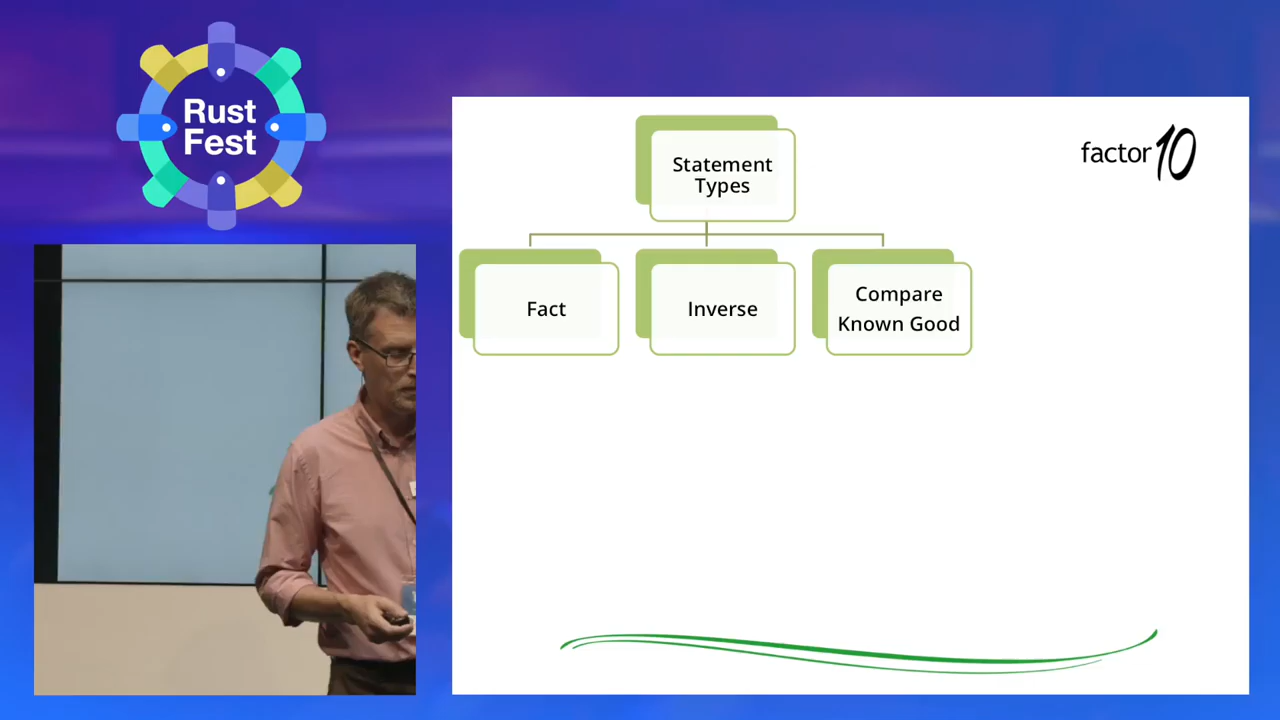 Rust
Fest
factor10
Statement
Types
Fact
Inverse
Compare
Known Good